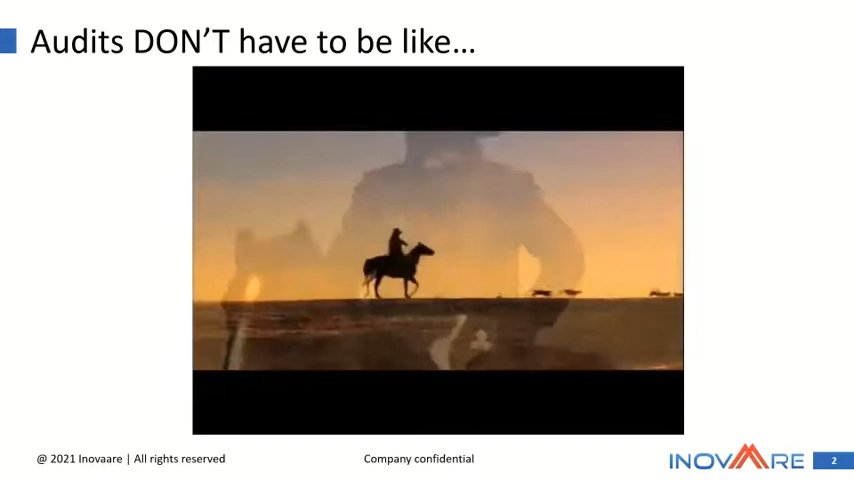 Audits DON’T have to be like…
@ 2021 Inovaare | All rights reserved
Company confidential
INOVAARE
2